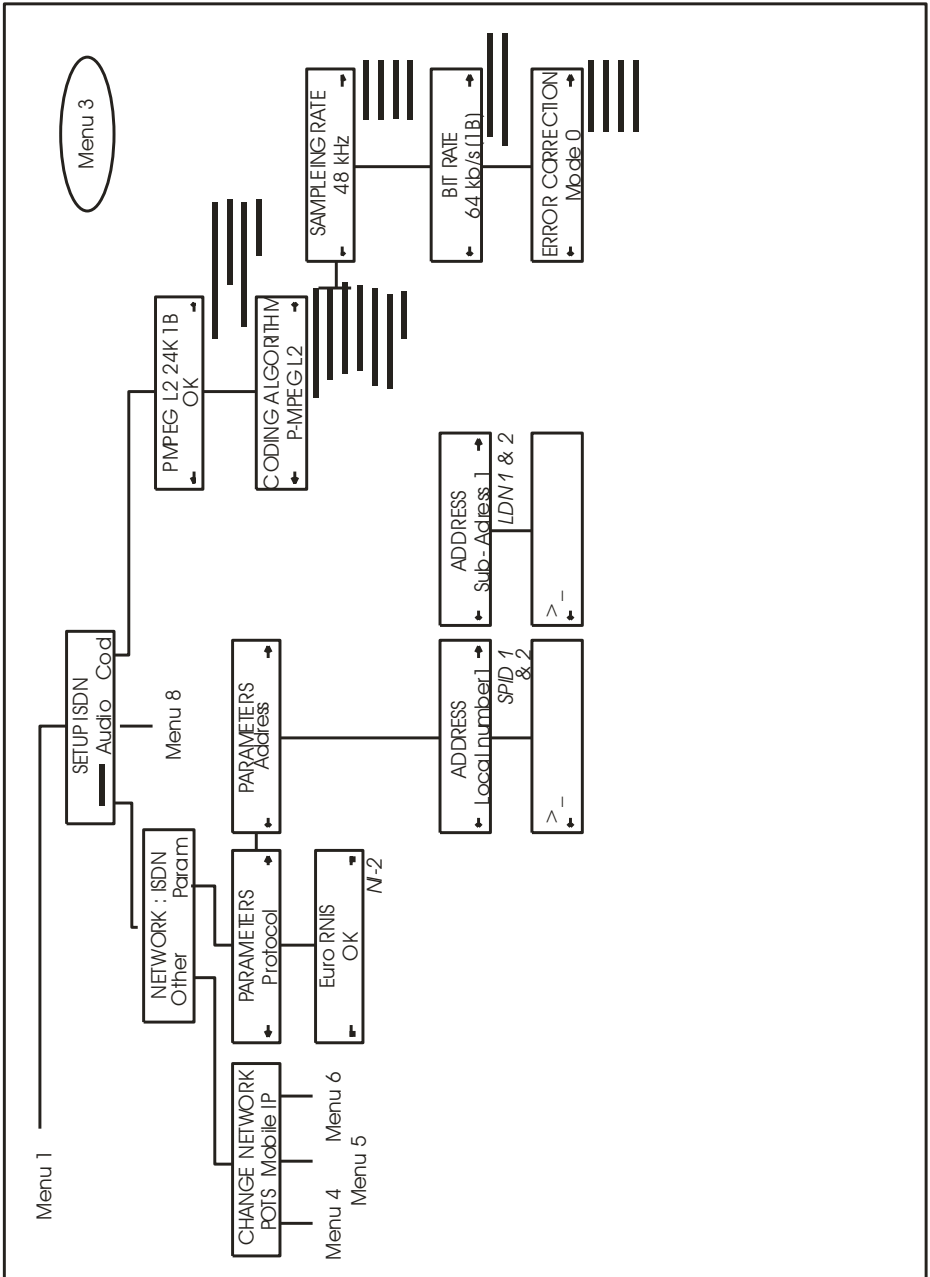 Menu 3
Menu 1
SETUP ISDN
Audio Cod
Menu 8
NETWORK : ISDN
Other Param
CHANGE NETWORK
POTS Mobile IP
Menu 4
Menu 5
Menu 6
PARAMETERS
Protocol
Euro RNIS
OK
NI-2
PARAMETERS
Address
ADDRESS
Local number1
SPID 1
& 2
>_
ADDRESS
Sub-Adress 1
LDN1 & 2
>_
PMPEG L2 24K 1B
OK
CODING ALGORITHM
P-MPEG L2
SAMPLEING RATE
48 kHz
BIT RATE
64 kb/s(1B)
ERROR CORRECTION
Mode 0